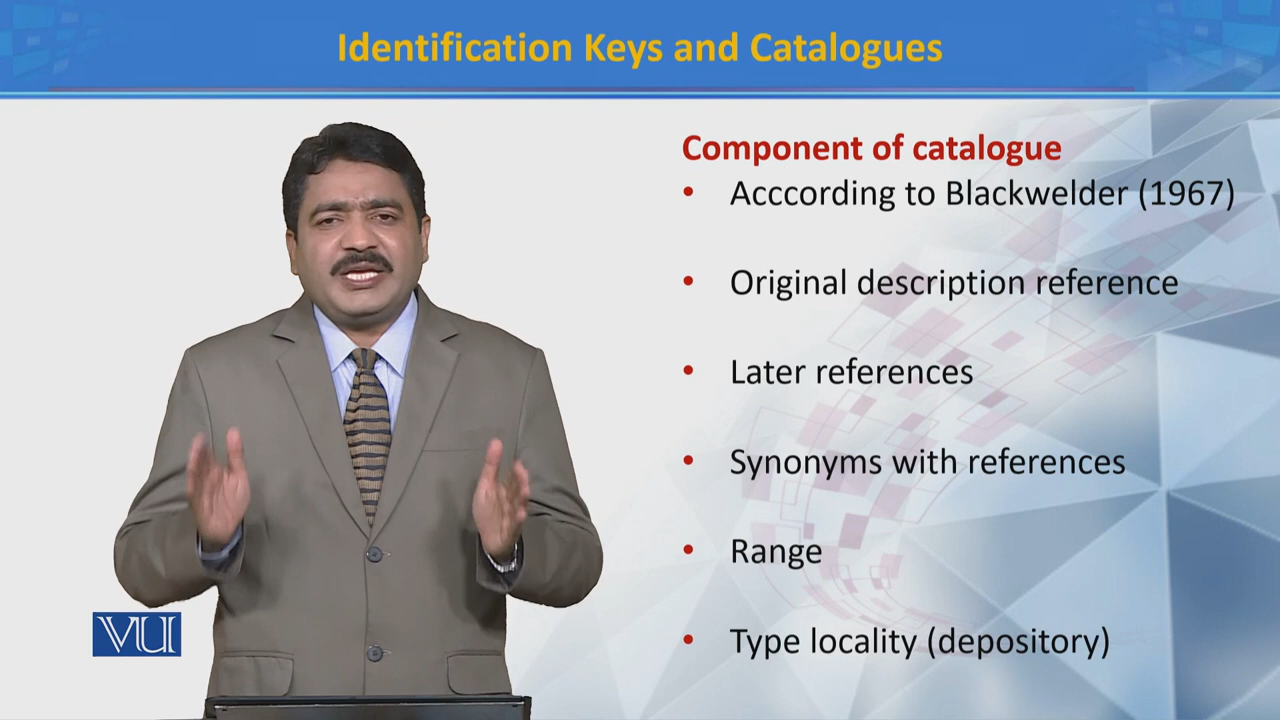 Identification Keys and Catalogues
Component of catalogue
• Acccording to Blackwelder (1967)
• Original description reference
• Later references
• Synonyms with references
• Range
• Type locality (depository)
VU